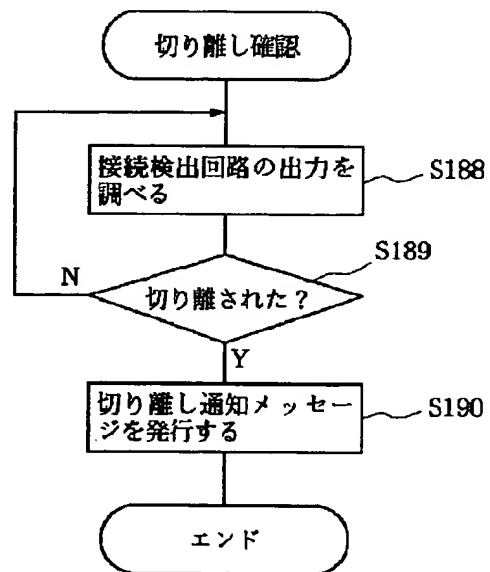 切り離し確認
接続検出回路の出力を
調べる
S188
S189
N
切り離された？
Y
切り離し通知メッセー
ジを発行する
S190
エンド